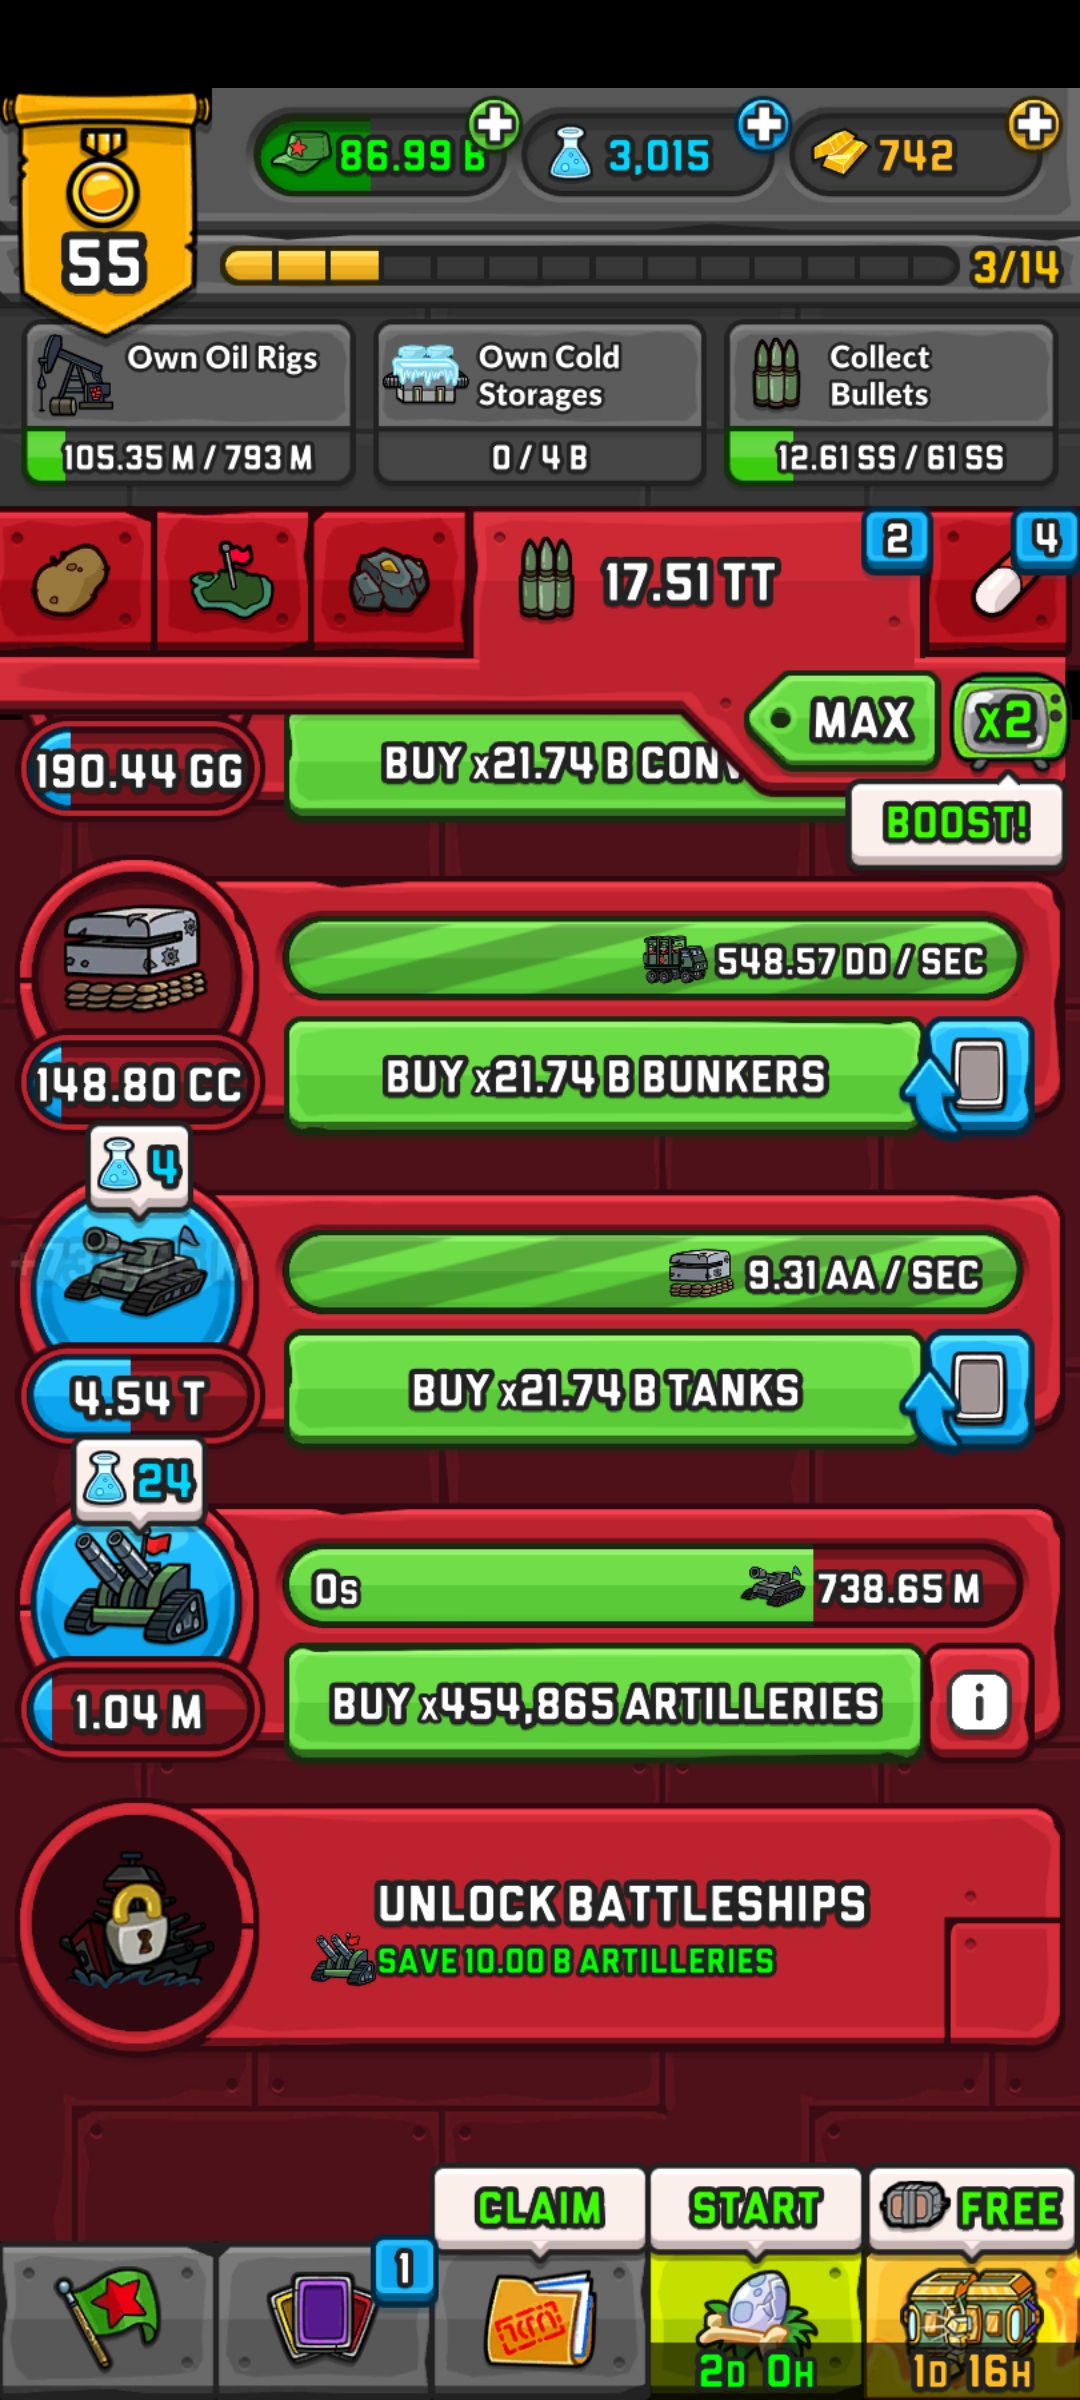 55
86.99 B
3,015
742
3/14
Own Oil Rigs
105.35 M / 793 M
Own Cold
Storages
0 / 4 B
Collect
Bullets
12.61 SS / 61 SS
17.51 TT
2
4
MAX
x2
BOOST!
190.44 GG
BUY x21.74 B CON
548.57 DD / SEC
148.80 CC
BUY x21.74 B BUNKERS
4
9.31 AA / SEC
4.54 T
BUY x21.74 B TANKS
24
0s
738.65 M
1.04 M
BUY x454,865 ARTILLERIES
i
UNLOCK BATTLESHIPS
SAVE 10.00 B ARTILLERIES
CLAIM
START
FREE
1
2D 0H
1D 16H